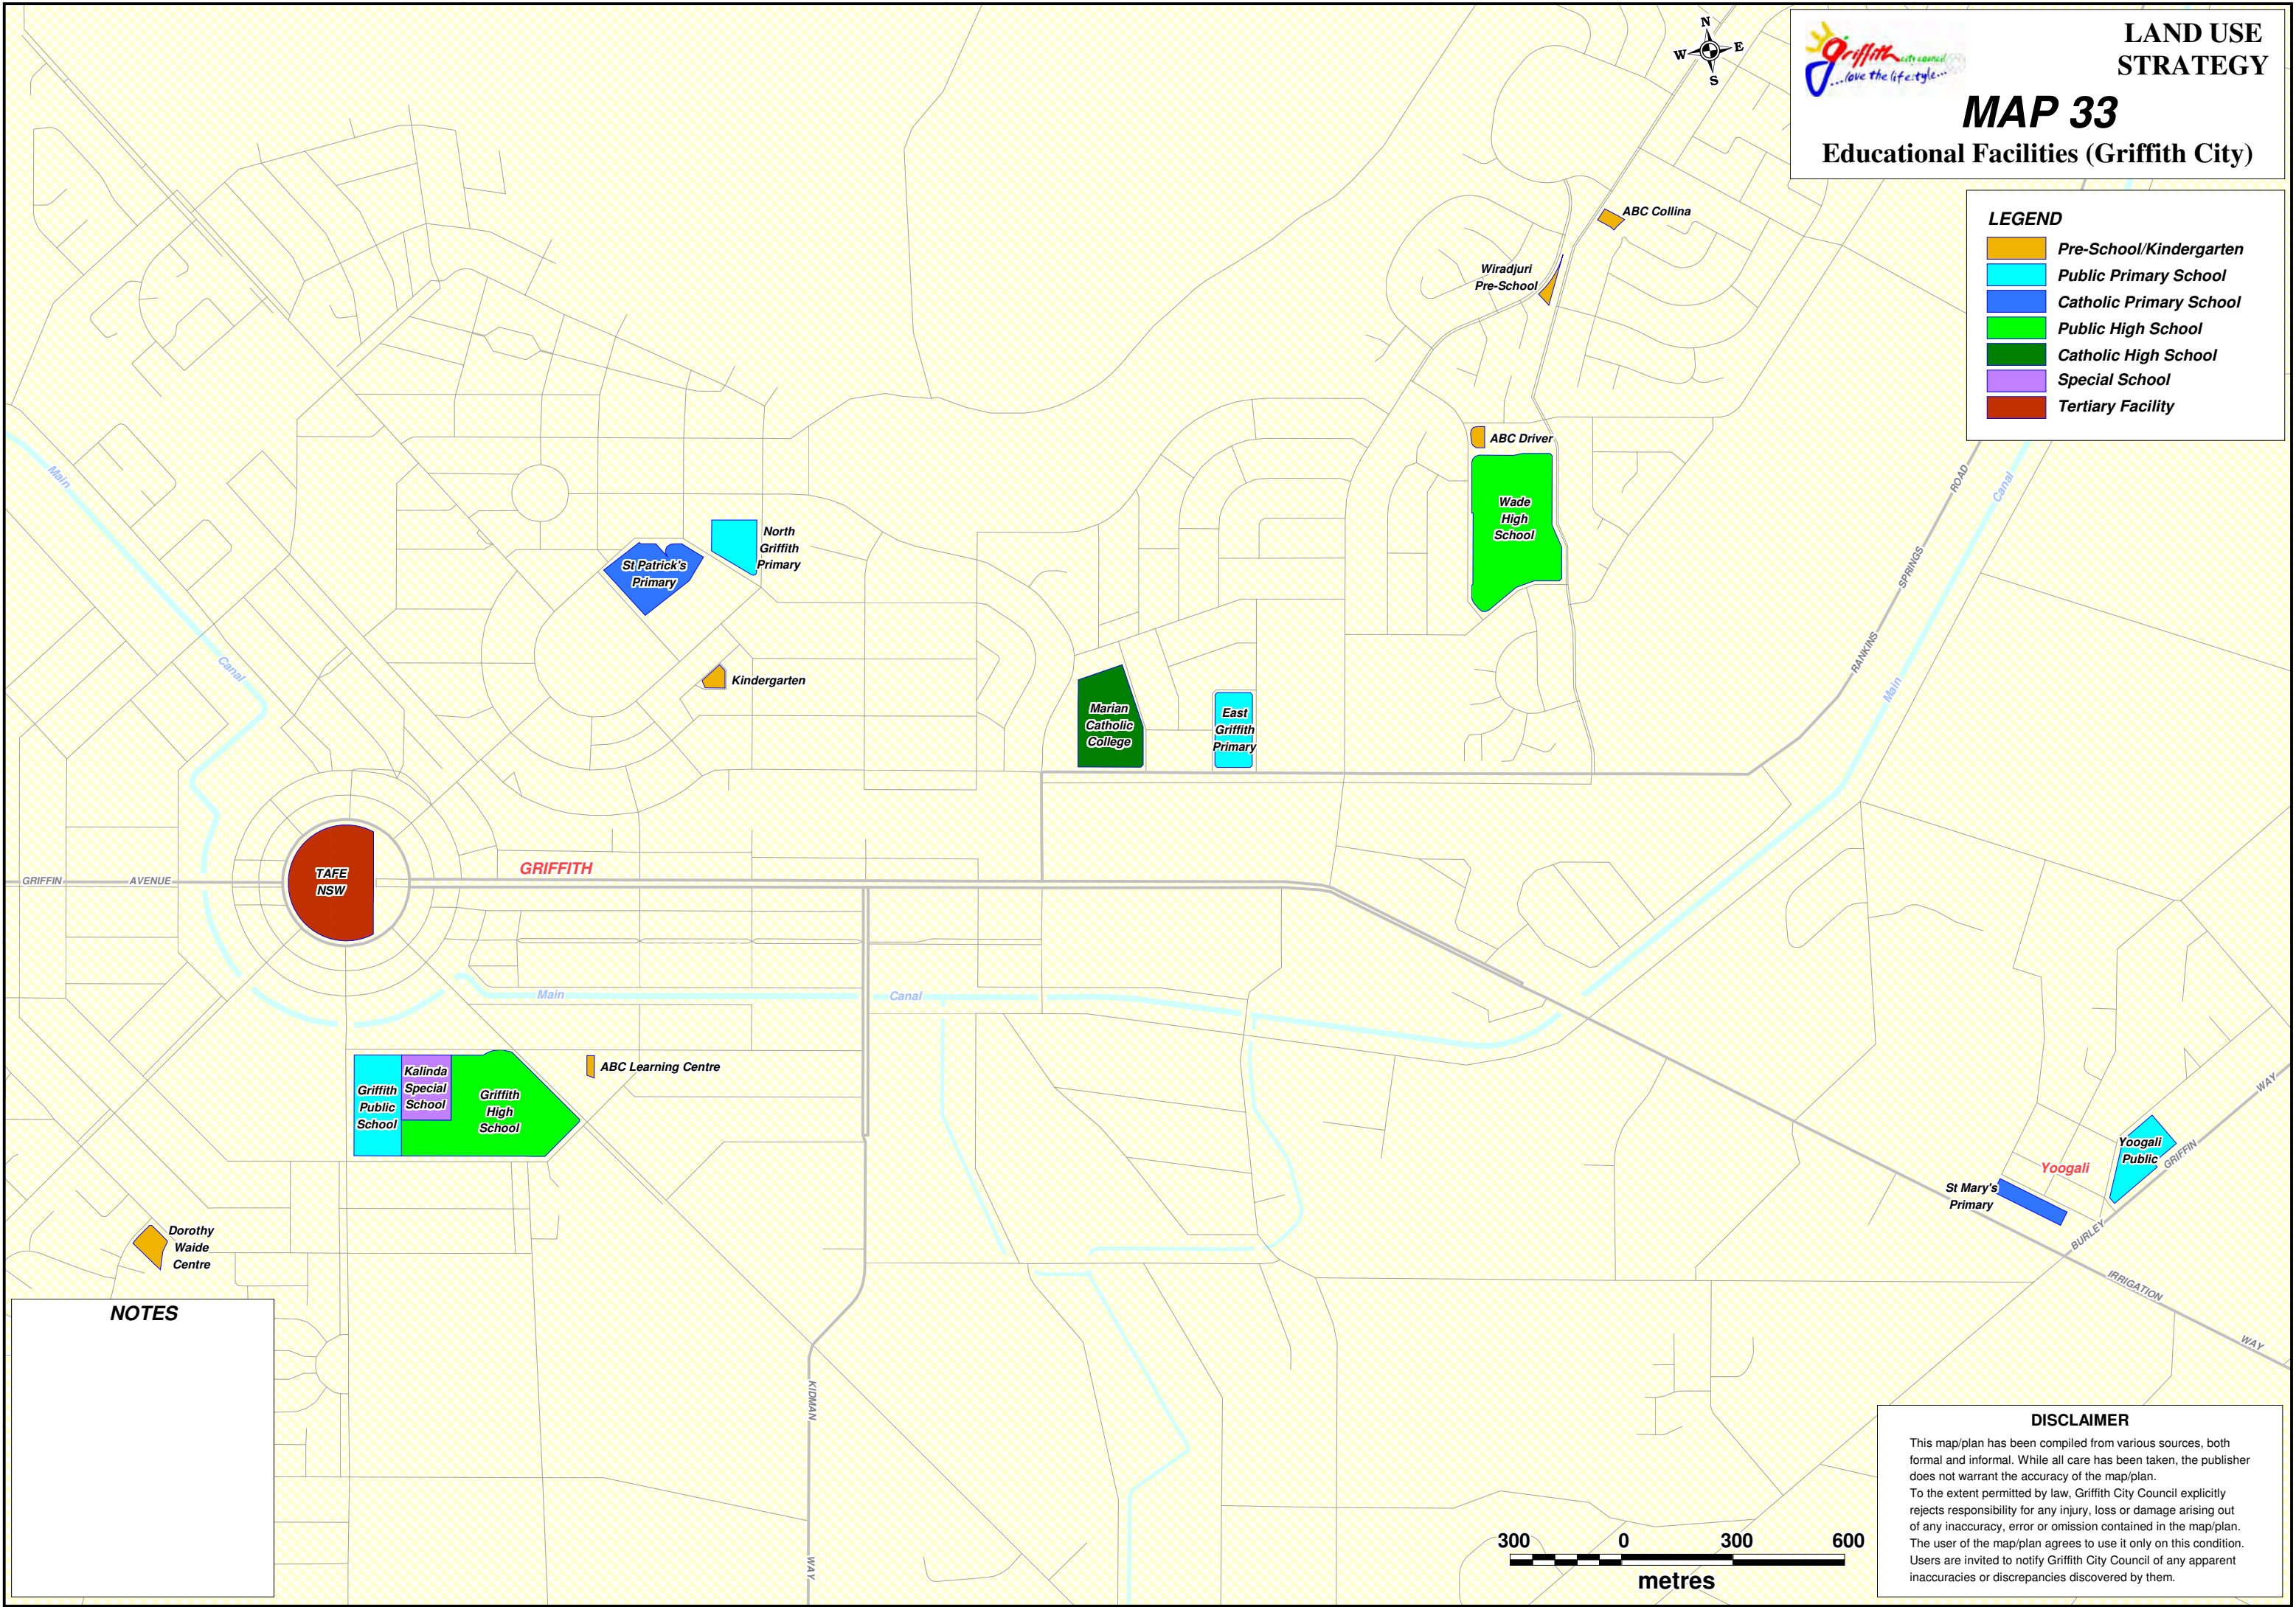 griffith city council
...love the lifestyle...
LAND USE
STRATEGY
MAP 33
Educational Facilities (Griffith City)
N
W E
S
LEGEND
Pre-School/Kindergarten
Public Primary School
Catholic Primary School
Public High School
Catholic High School
Special School
Tertiary Facility
ABC Collina
Wiradjuri
Pre-School
ABC Driver
Wade
High
School
North
Griffith
Primary
St Patrick's
Primary
Kindergarten
Marian
Catholic
College
East
Griffith
Primary
RANKINS SPRINGS ROAD
Main Canal
Main Canal
TAFE
NSW
GRIFFITH
GRIFFIN AVENUE
Main Canal
Griffith
Public
School
Kalinda
Special
School
Griffith
High
School
ABC Learning Centre
Dorothy
Waide
Centre
Yoogali
Public
Yoogali
St Mary's
Primary
BURLEY GRIFFIN WAY
IRRIGATION WAY
KIDMAN WAY
NOTES
300 0 300 600
metres
DISCLAIMER
This map/plan has been compiled from various sources, both
formal and informal. While all care has been taken, the publisher
does not warrant the accuracy of the map/plan.
To the extent permitted by law, Griffith City Council explicitly
rejects responsibility for any injury, loss or damage arising out
of any inaccuracy, error or omission contained in the map/plan.
The user of the map/plan agrees to use it only on this condition.
Users are invited to notify Griffith City Council of any apparent
inaccuracies or discrepancies discovered by them.